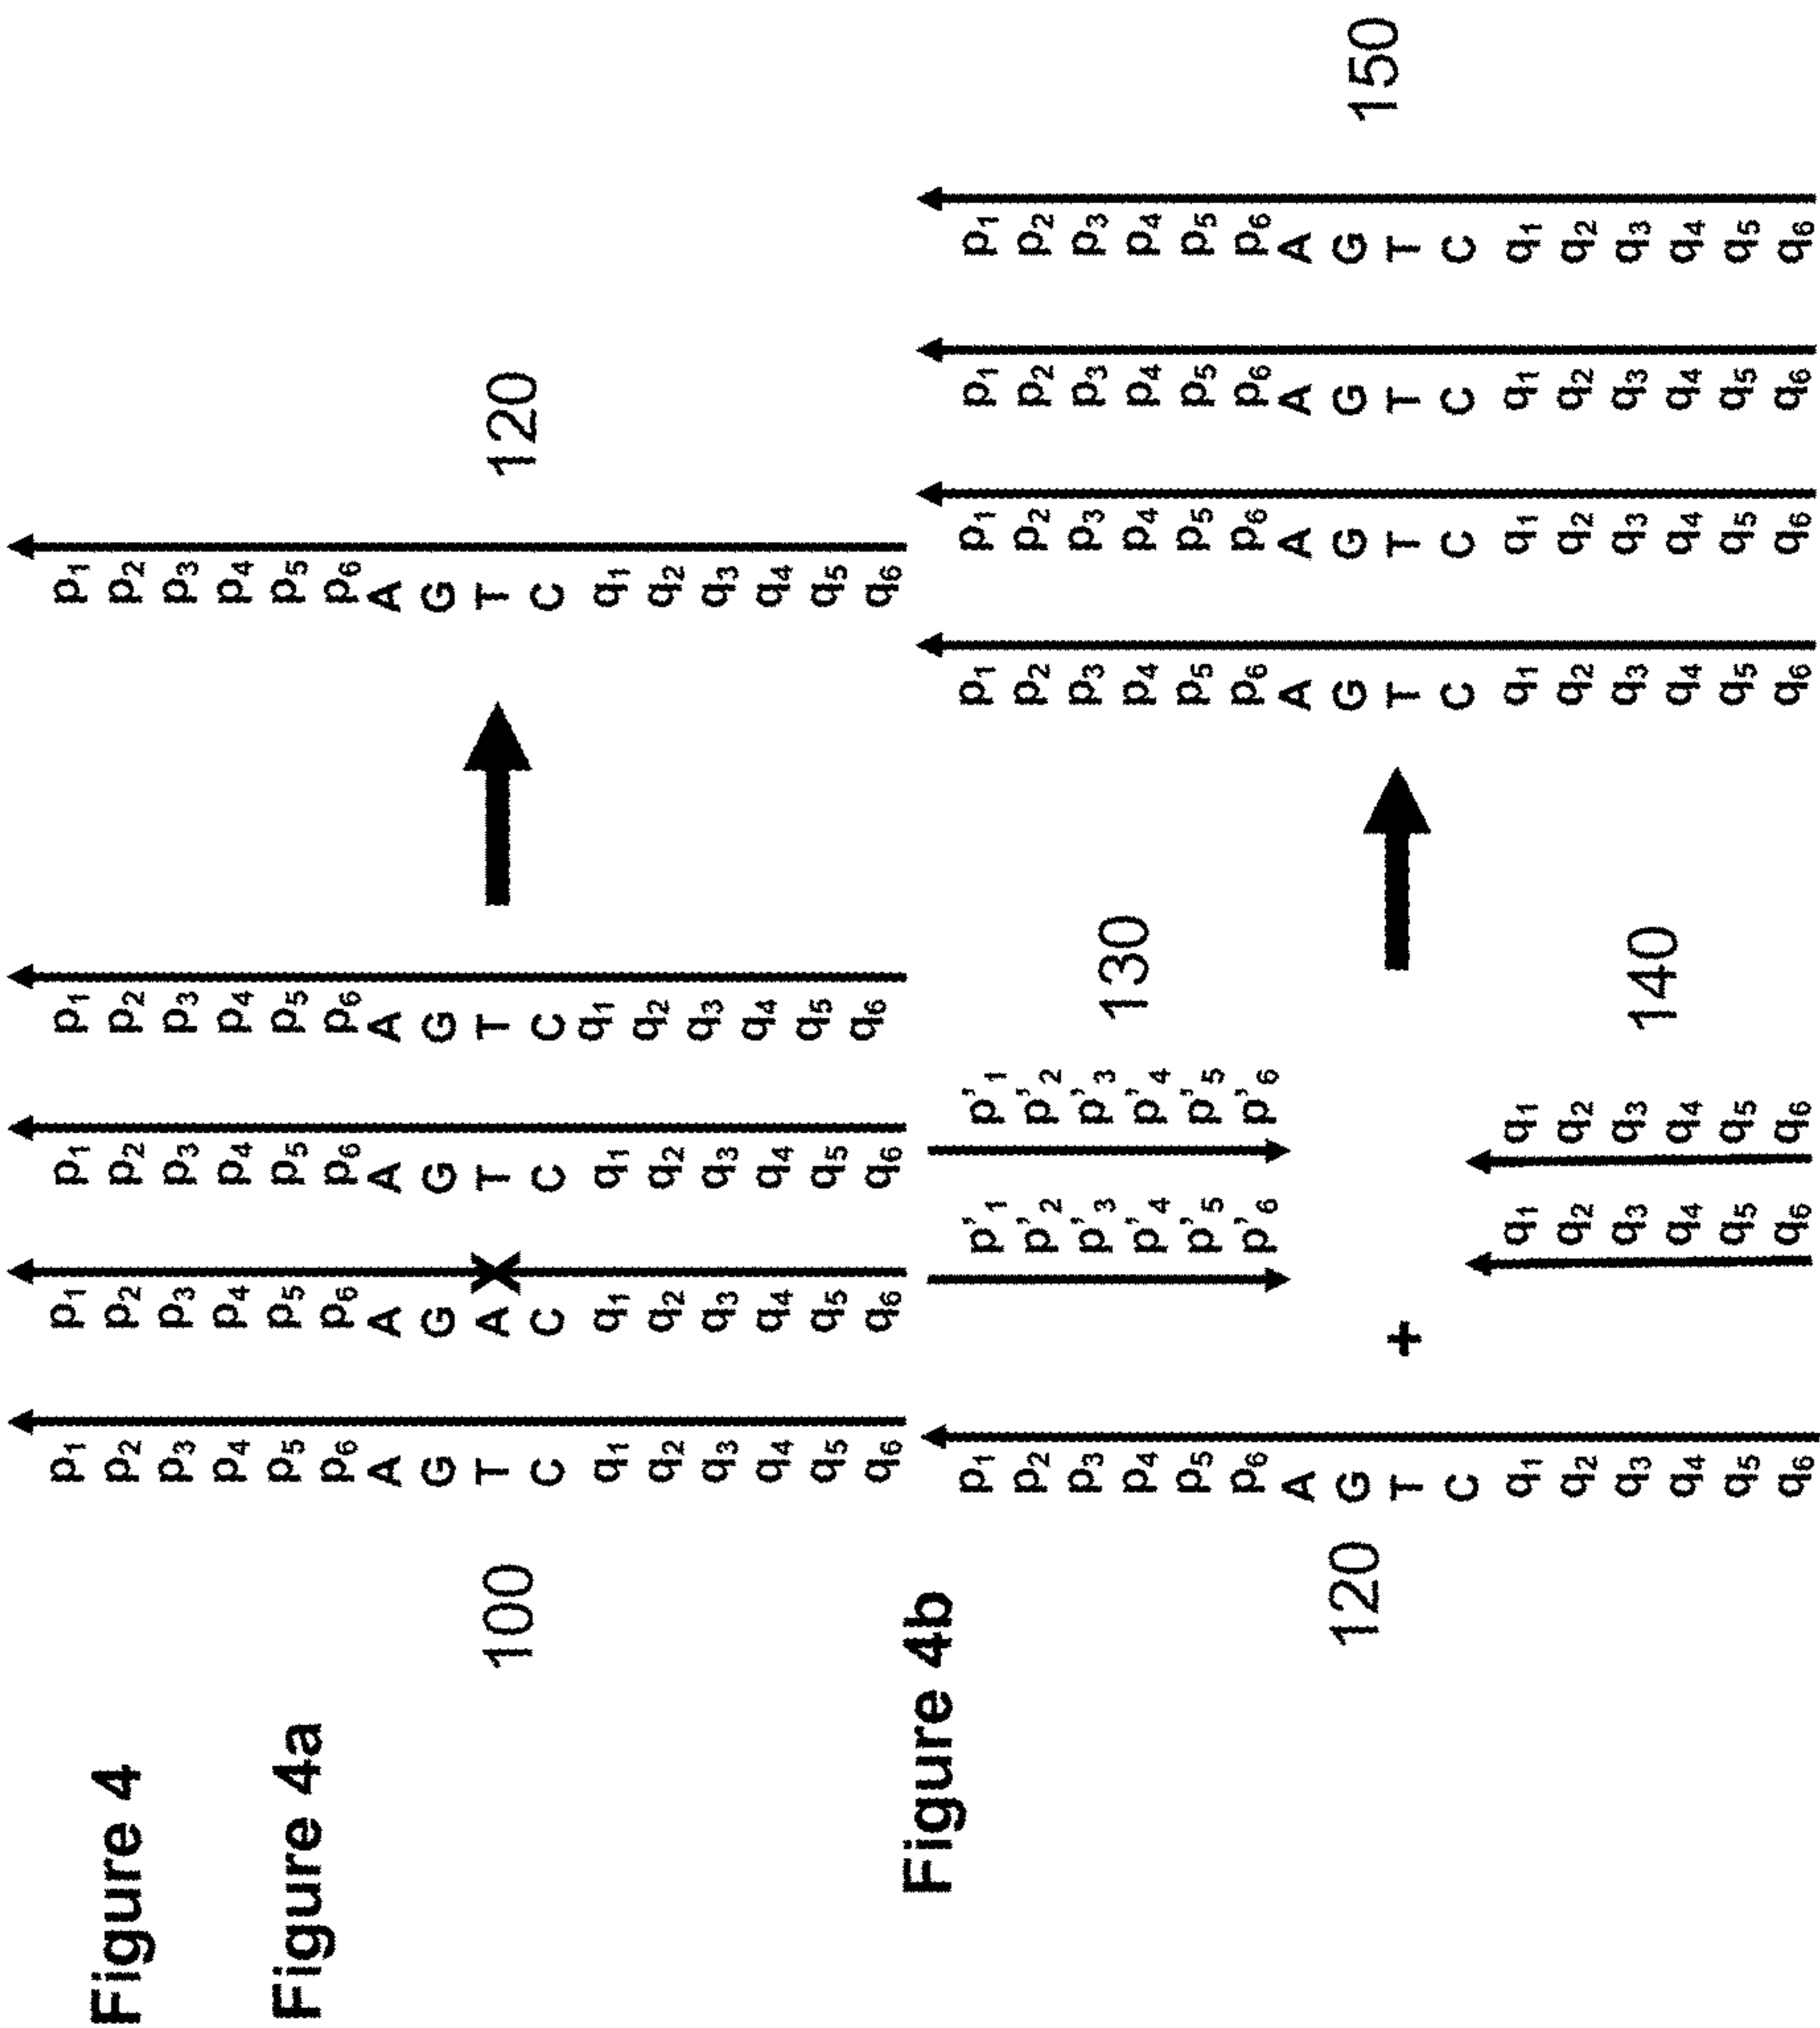 Figure 4
p₁ p₁ p₁ p₁ p₁
p₂ p₂ p₂ p₂ p₂
p₃ p₃ p₃ p₃ p₃
p₄ p₄ p₄ p₄ p₄
Figure 4a
p₅ p₅ p₅ p₅ p₅
p₆ p₆ p₆ p₆ p₆
A A A A A
G G G G G
100 T A T T T 120
C C C C C
q₁ q₁ q₁ q₁ q₁
q₂ q₂ q₂ q₂ q₂
q₃ q₃ q₃ q₃ q₃
q₄ q₄ q₄ q₄ q₄
q₅ q₅ q₅ q₅ q₅
q₆ q₆ q₆ q₆ q₆
Figure 4b
p₁ p'₁ p'₁ p₁ p₁ p₁ p₁
p₂ p'₂ p'₂ p₂ p₂ p₂ p₂
p₃ p'₃ p'₃ 130 p₃ p₃ p₃ p₃
p₄ p'₄ p'₄ p₄ p₄ p₄ p₄
p₅ p'₅ p'₅ p₅ p₅ p₅ p₅
p₆ p'₆ p'₆ p₆ p₆ p₆ p₆
A A A A A
120 G G G G G 150
T + T T T T
C C C C C
q₁ q₁ q₁ q₁ q₁ q₁ q₁
q₂ q₂ q₂ q₂ q₂ q₂ q₂
q₃ q₃ q₃ 140 q₃ q₃ q₃ q₃
q₄ q₄ q₄ q₄ q₄ q₄ q₄
q₅ q₅ q₅ q₅ q₅ q₅ q₅
q₆ q₆ q₆ q₆ q₆ q₆ q₆